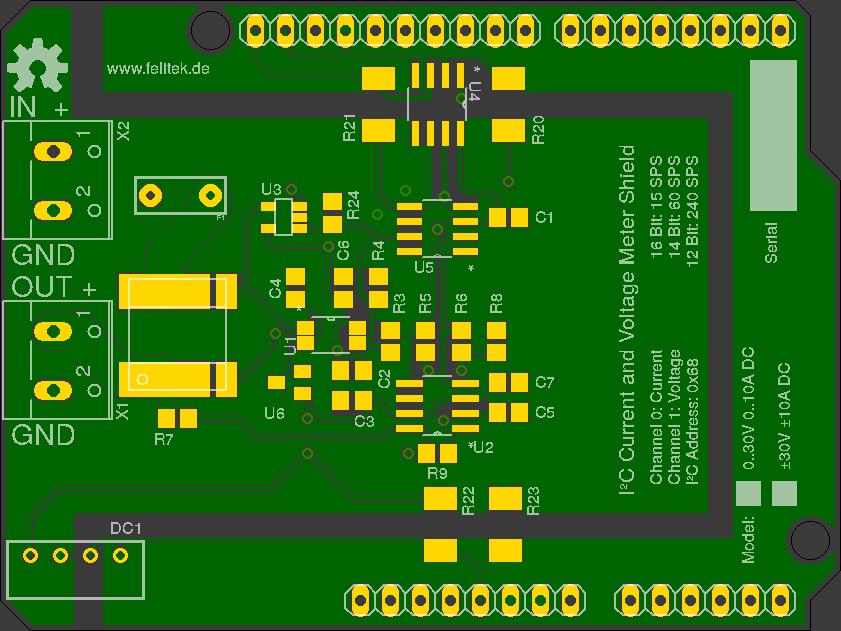 www.felltek.de
IN +
1
X2
2
GND
OUT +
1
2
X1
GND
R7
DC1
F1
U3
R24
R21
*
U4
R20
C1
U5
*
C6
R4
C4
*
U1
R3
R5
R6
R8
C2
C7
C5
C3
U6
*U2
R9
R22
R23
I²C Current and Voltage Meter Shield
16 Bit: 15 SPS
14 Bit: 60 SPS
12 Bit: 240 SPS
Channel 0: Current
Channel 1: Voltage
I²C Address: 0x68
Serial
Model:
0..30V 0..10A DC
±30V ±10A DC